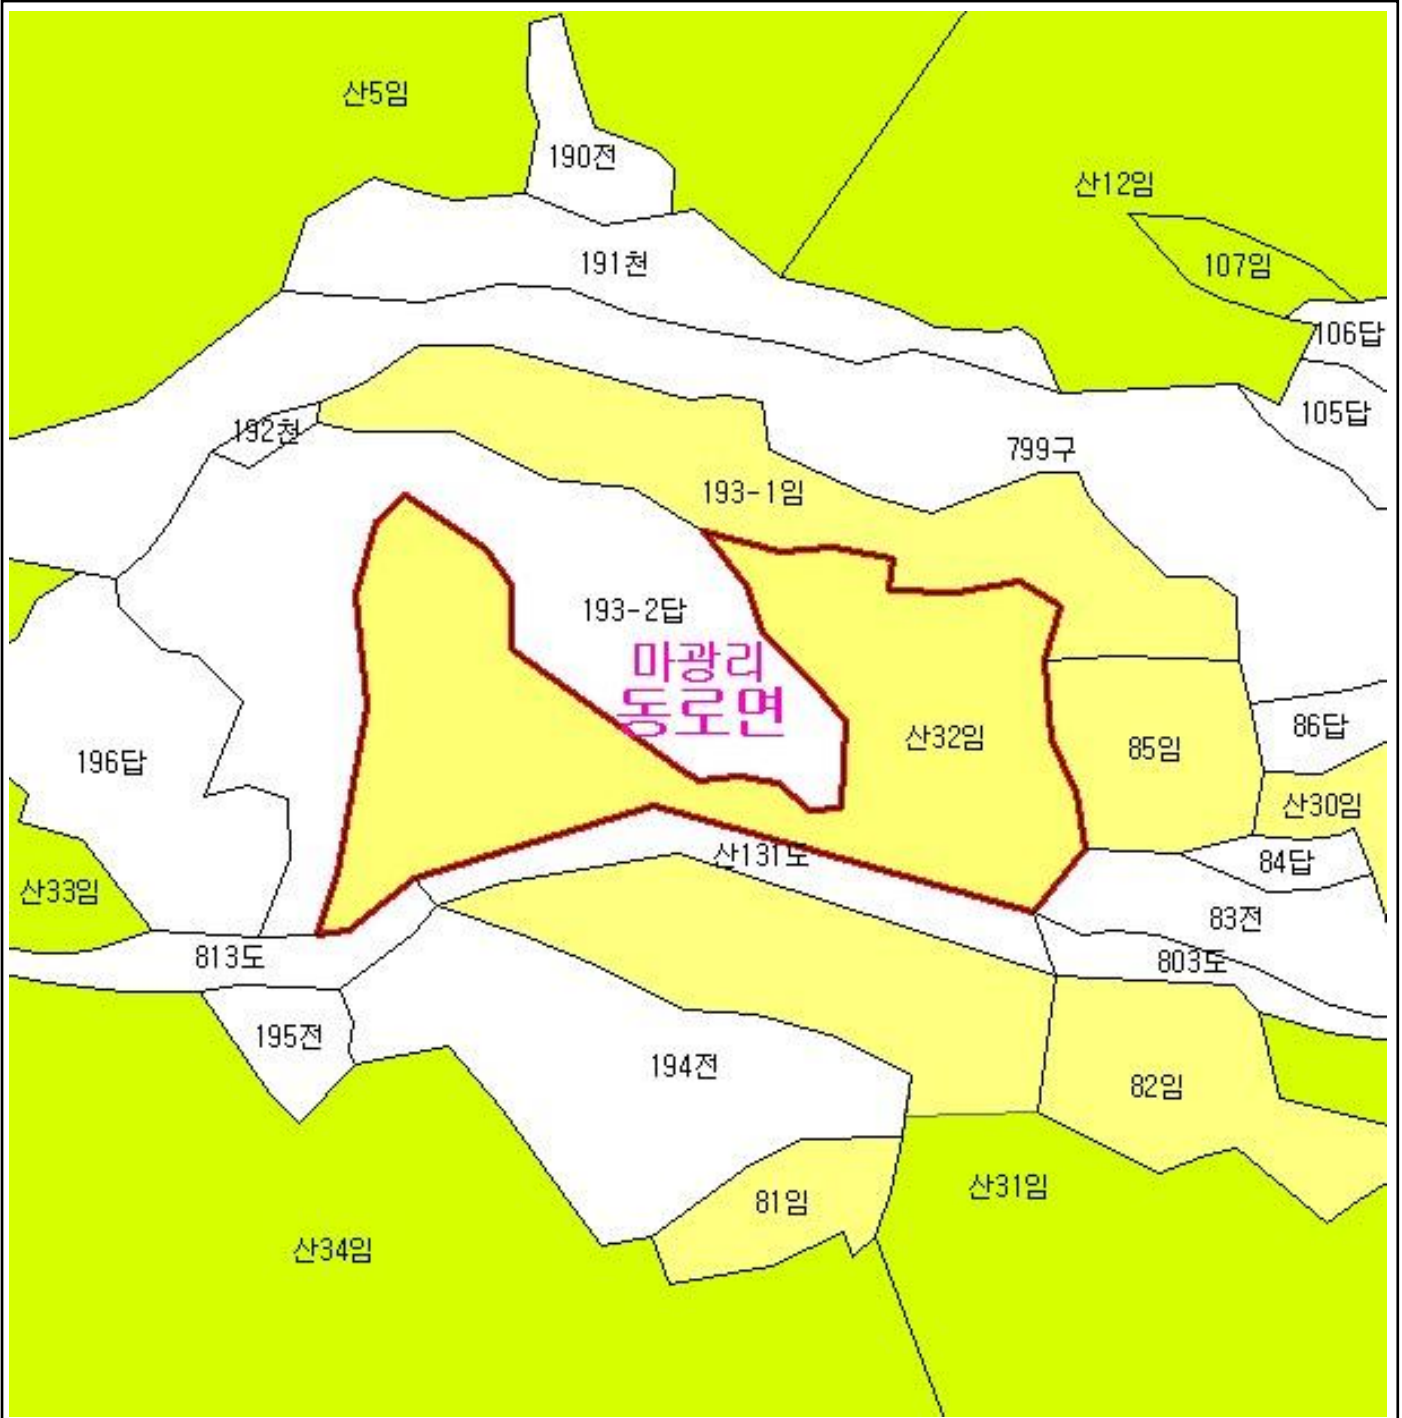 산5임
190전
산12임
191천
107임
106답
105답
192천
799구
193-1임
193-2답
마광리
동로면
86답
산32임
85임
196답
산30임
산131도
84답
산33임
83전
813도
803도
195전
194전
82임
산31임
81임
산34임